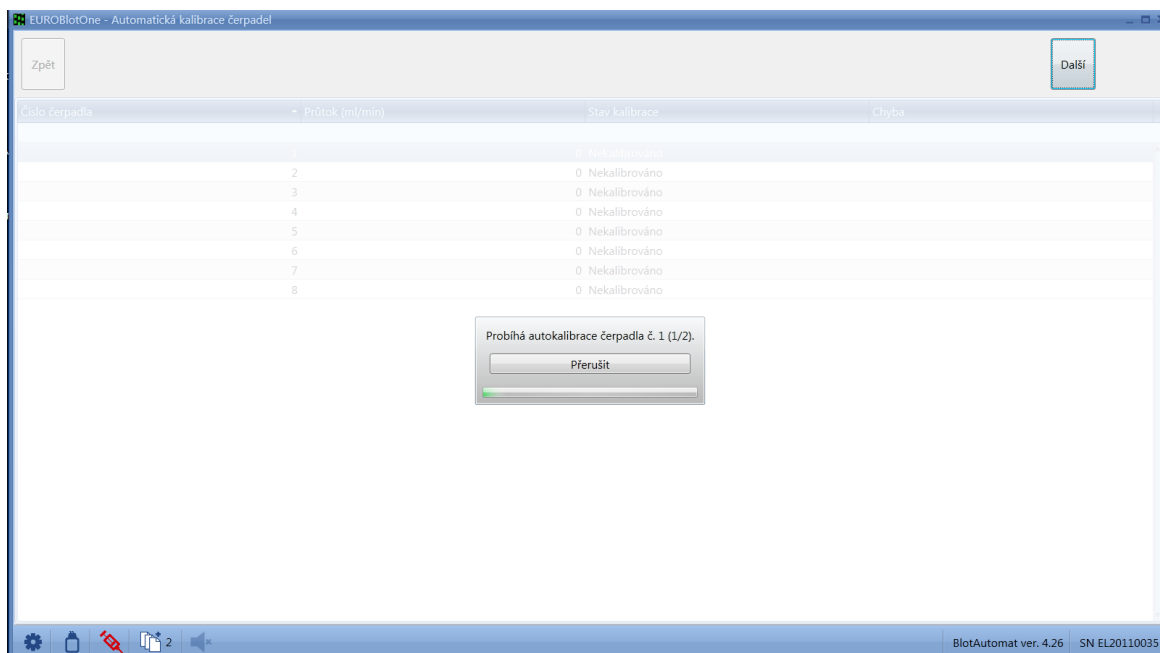 EUROBlotOne - Automatická kalibrace čerpadel
Zpět
Další
Číslo čerpadla Průtok (ml/min) Stav kalibrace Chyba
1 0 Nekalibrováno
2 0 Nekalibrováno
3 0 Nekalibrováno
4 0 Nekalibrováno
5 0 Nekalibrováno
6 0 Nekalibrováno
7 0 Nekalibrováno
8 0 Nekalibrováno
Probíhá autokalibrace čerpadla č. 1 (1/2).
Přerušit
2 BlotAutomat ver. 4.26 SN EL20110035